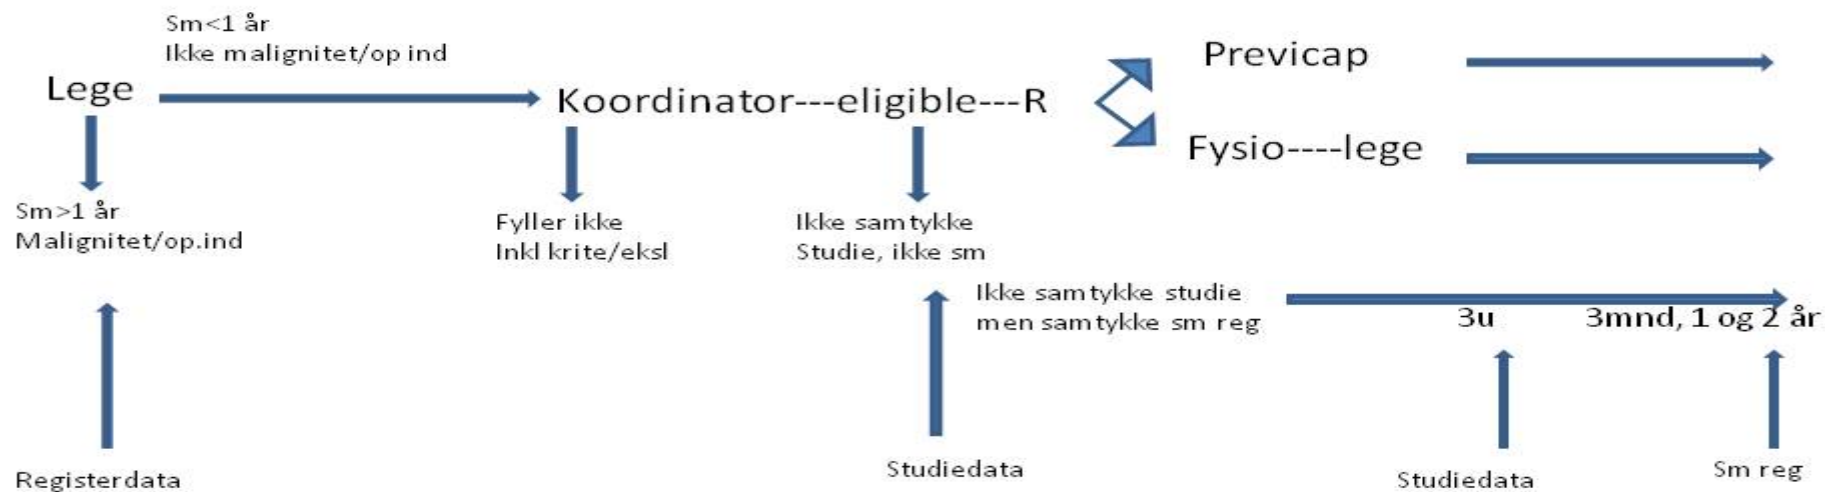 Sm<1 år
Ikke malignitet/op ind
Lege
Koordinator---eligible---R
Previcap
Fysio----lege
Sm>1 år
Malignitet/op.ind
Fyller ikke
Inkl krite/eksl
Ikke samtykke
Studie, ikke sm
Ikke samtykke studie
men samtykke sm reg
3u
3mnd, 1 og 2 år
Registerdata
Studiedata
Studiedata
Sm reg